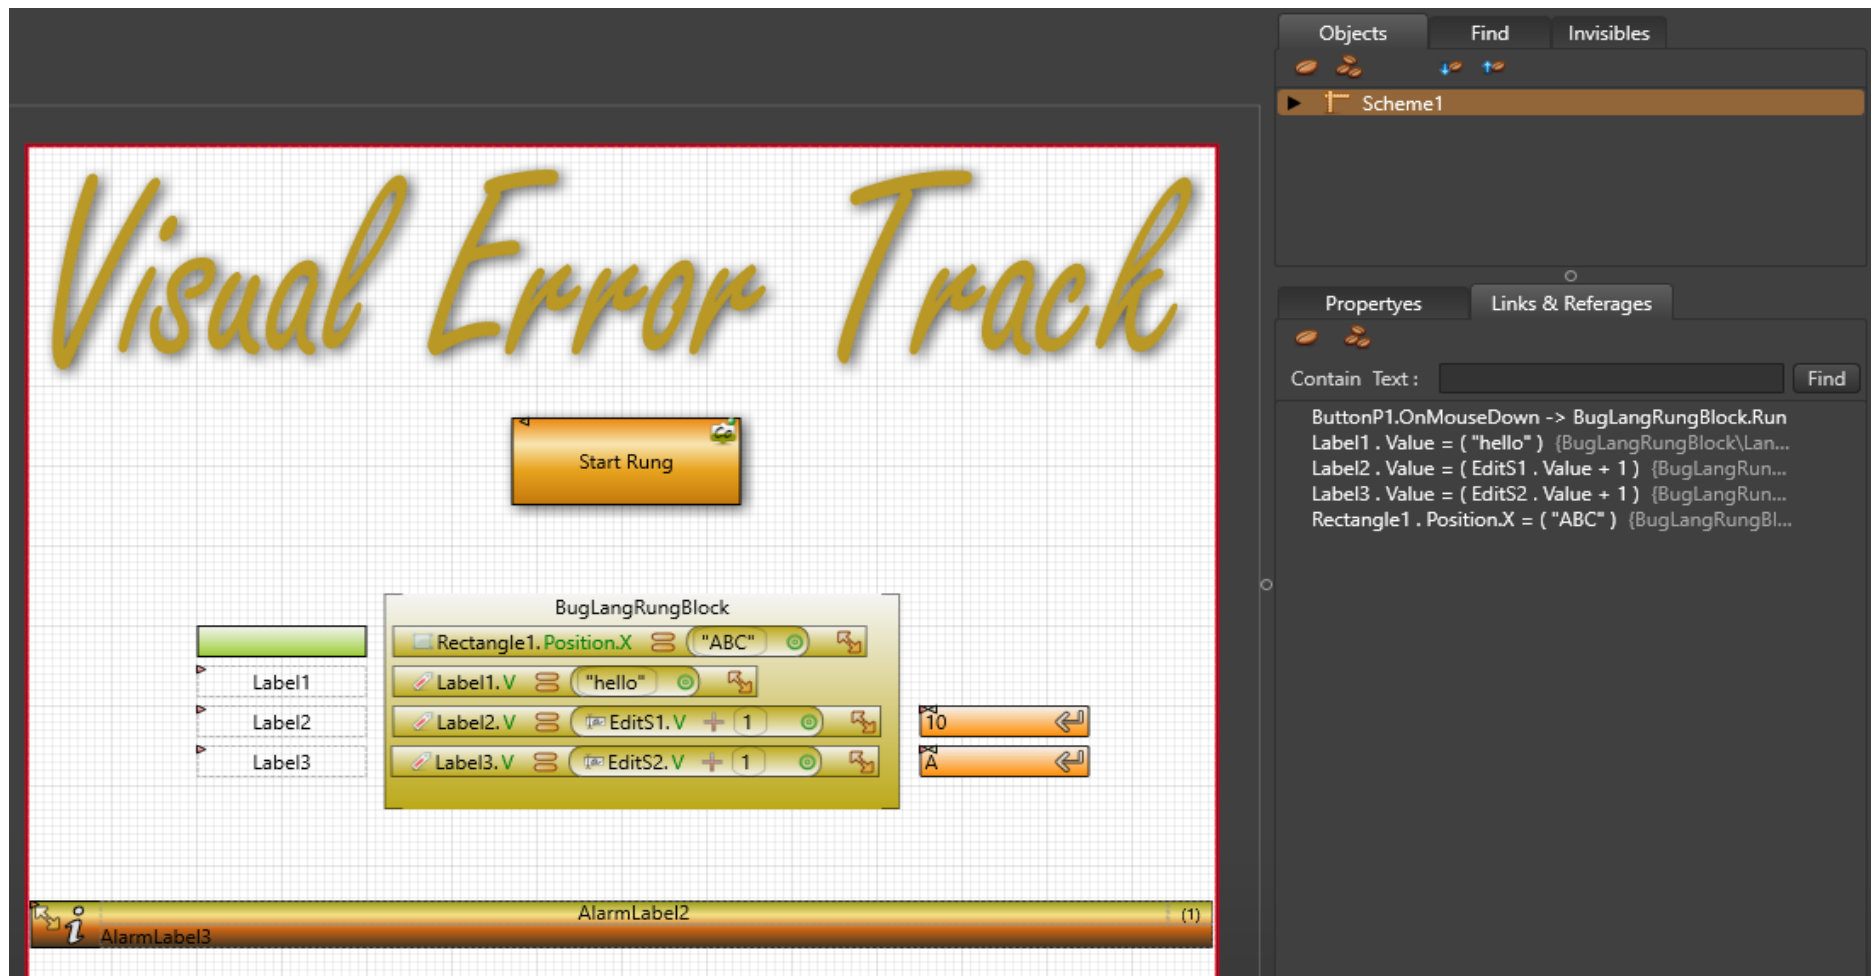 Objects Find Invisibles
Scheme1
Visual Error Track
Start Rung
BugLangRungBlock
Rectangle1.Position.X "ABC"
Label1 Label1.V "hello"
Label2 Label2.V EditS1.V + 1 10
Label3 Label3.V EditS2.V + 1 A
AlarmLabel2 (1)
AlarmLabel3
Propertyes Links & Referages
Contain Text : Find
ButtonP1.OnMouseDown -> BugLangRungBlock.Run
Label1 . Value = ( "hello" ) {BugLangRungBlock\Lan...
Label2 . Value = ( EditS1 . Value + 1 ) {BugLangRun...
Label3 . Value = ( EditS2 . Value + 1 ) {BugLangRun...
Rectangle1 . Position.X = ( "ABC" ) {BugLangRungBl...